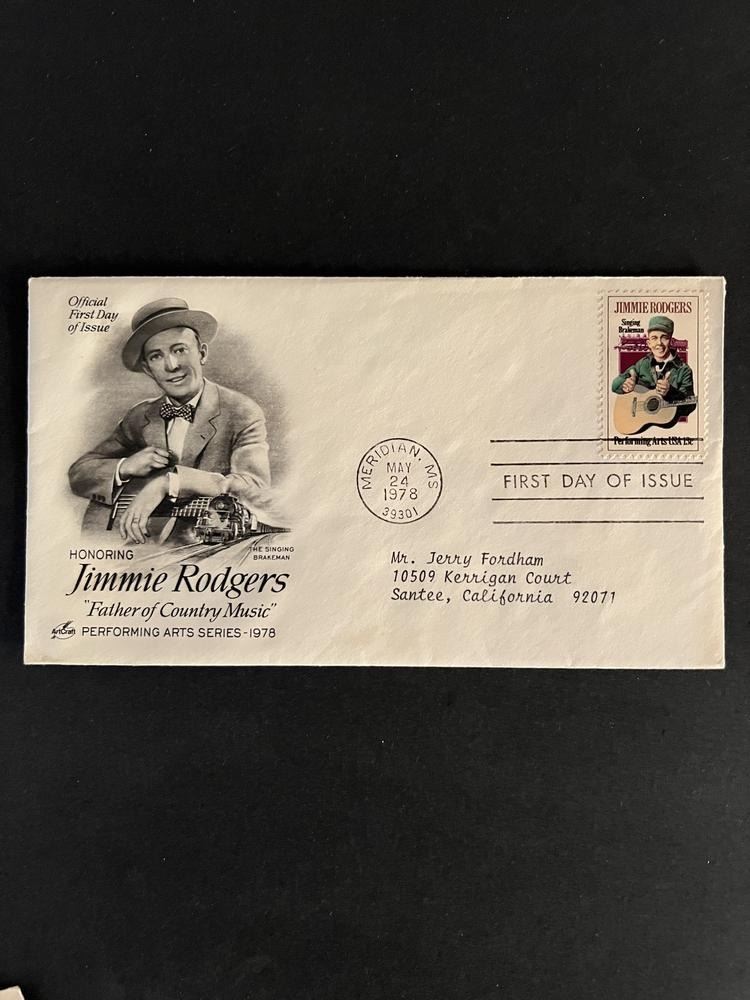 Official
First Day
of Issue
JIMMIE RODGERS
Singing
Brakeman
Performing Arts USA 13c
MERIDIAN, MS
MAY
24
1978
39301
FIRST DAY OF ISSUE
THE SINGING
BRAKEMAN
HONORING
Jimmie Rodgers
"Father of Country Music"
ArtCraft PERFORMING ARTS SERIES-1978
Mr. Jerry Fordham
10509 Kerrigan Court
Santee, California 92071